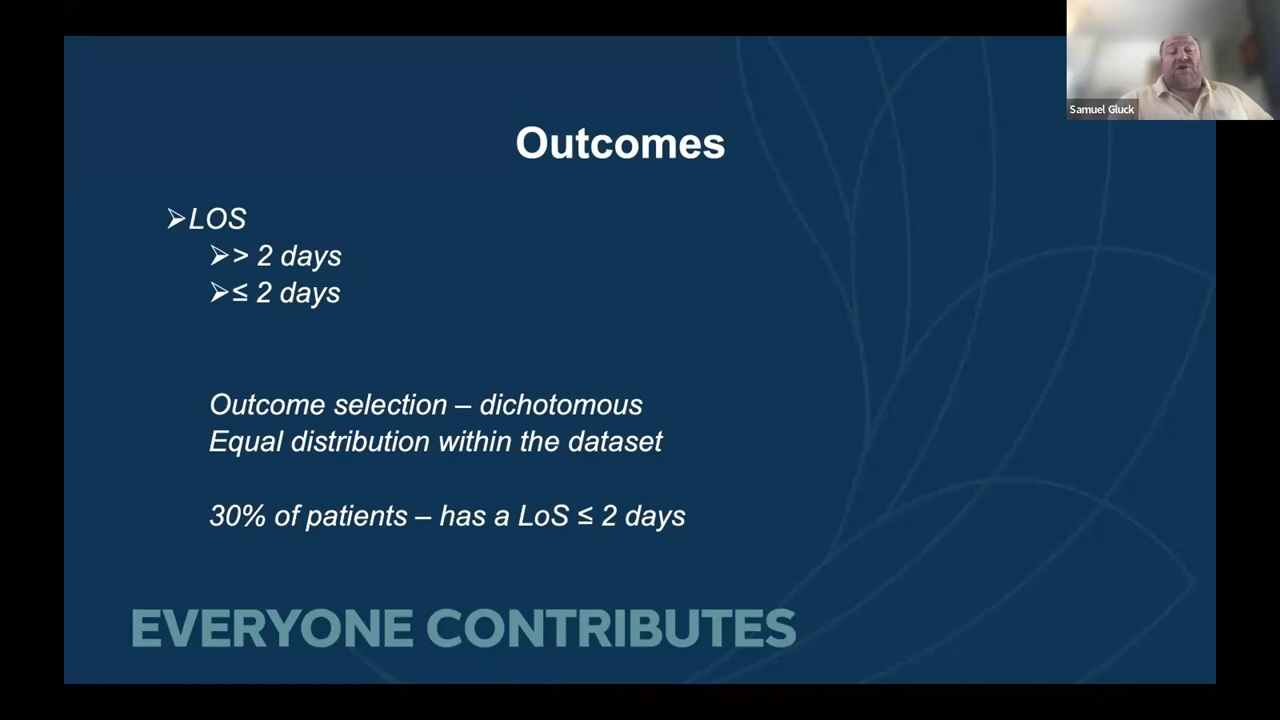 Samuel Gluck
Outcomes
➢LOS
➢> 2 days
➢≤ 2 days
Outcome selection – dichotomous
Equal distribution within the dataset
30% of patients – has a LoS ≤ 2 days
EVERYONE CONTRIBUTES